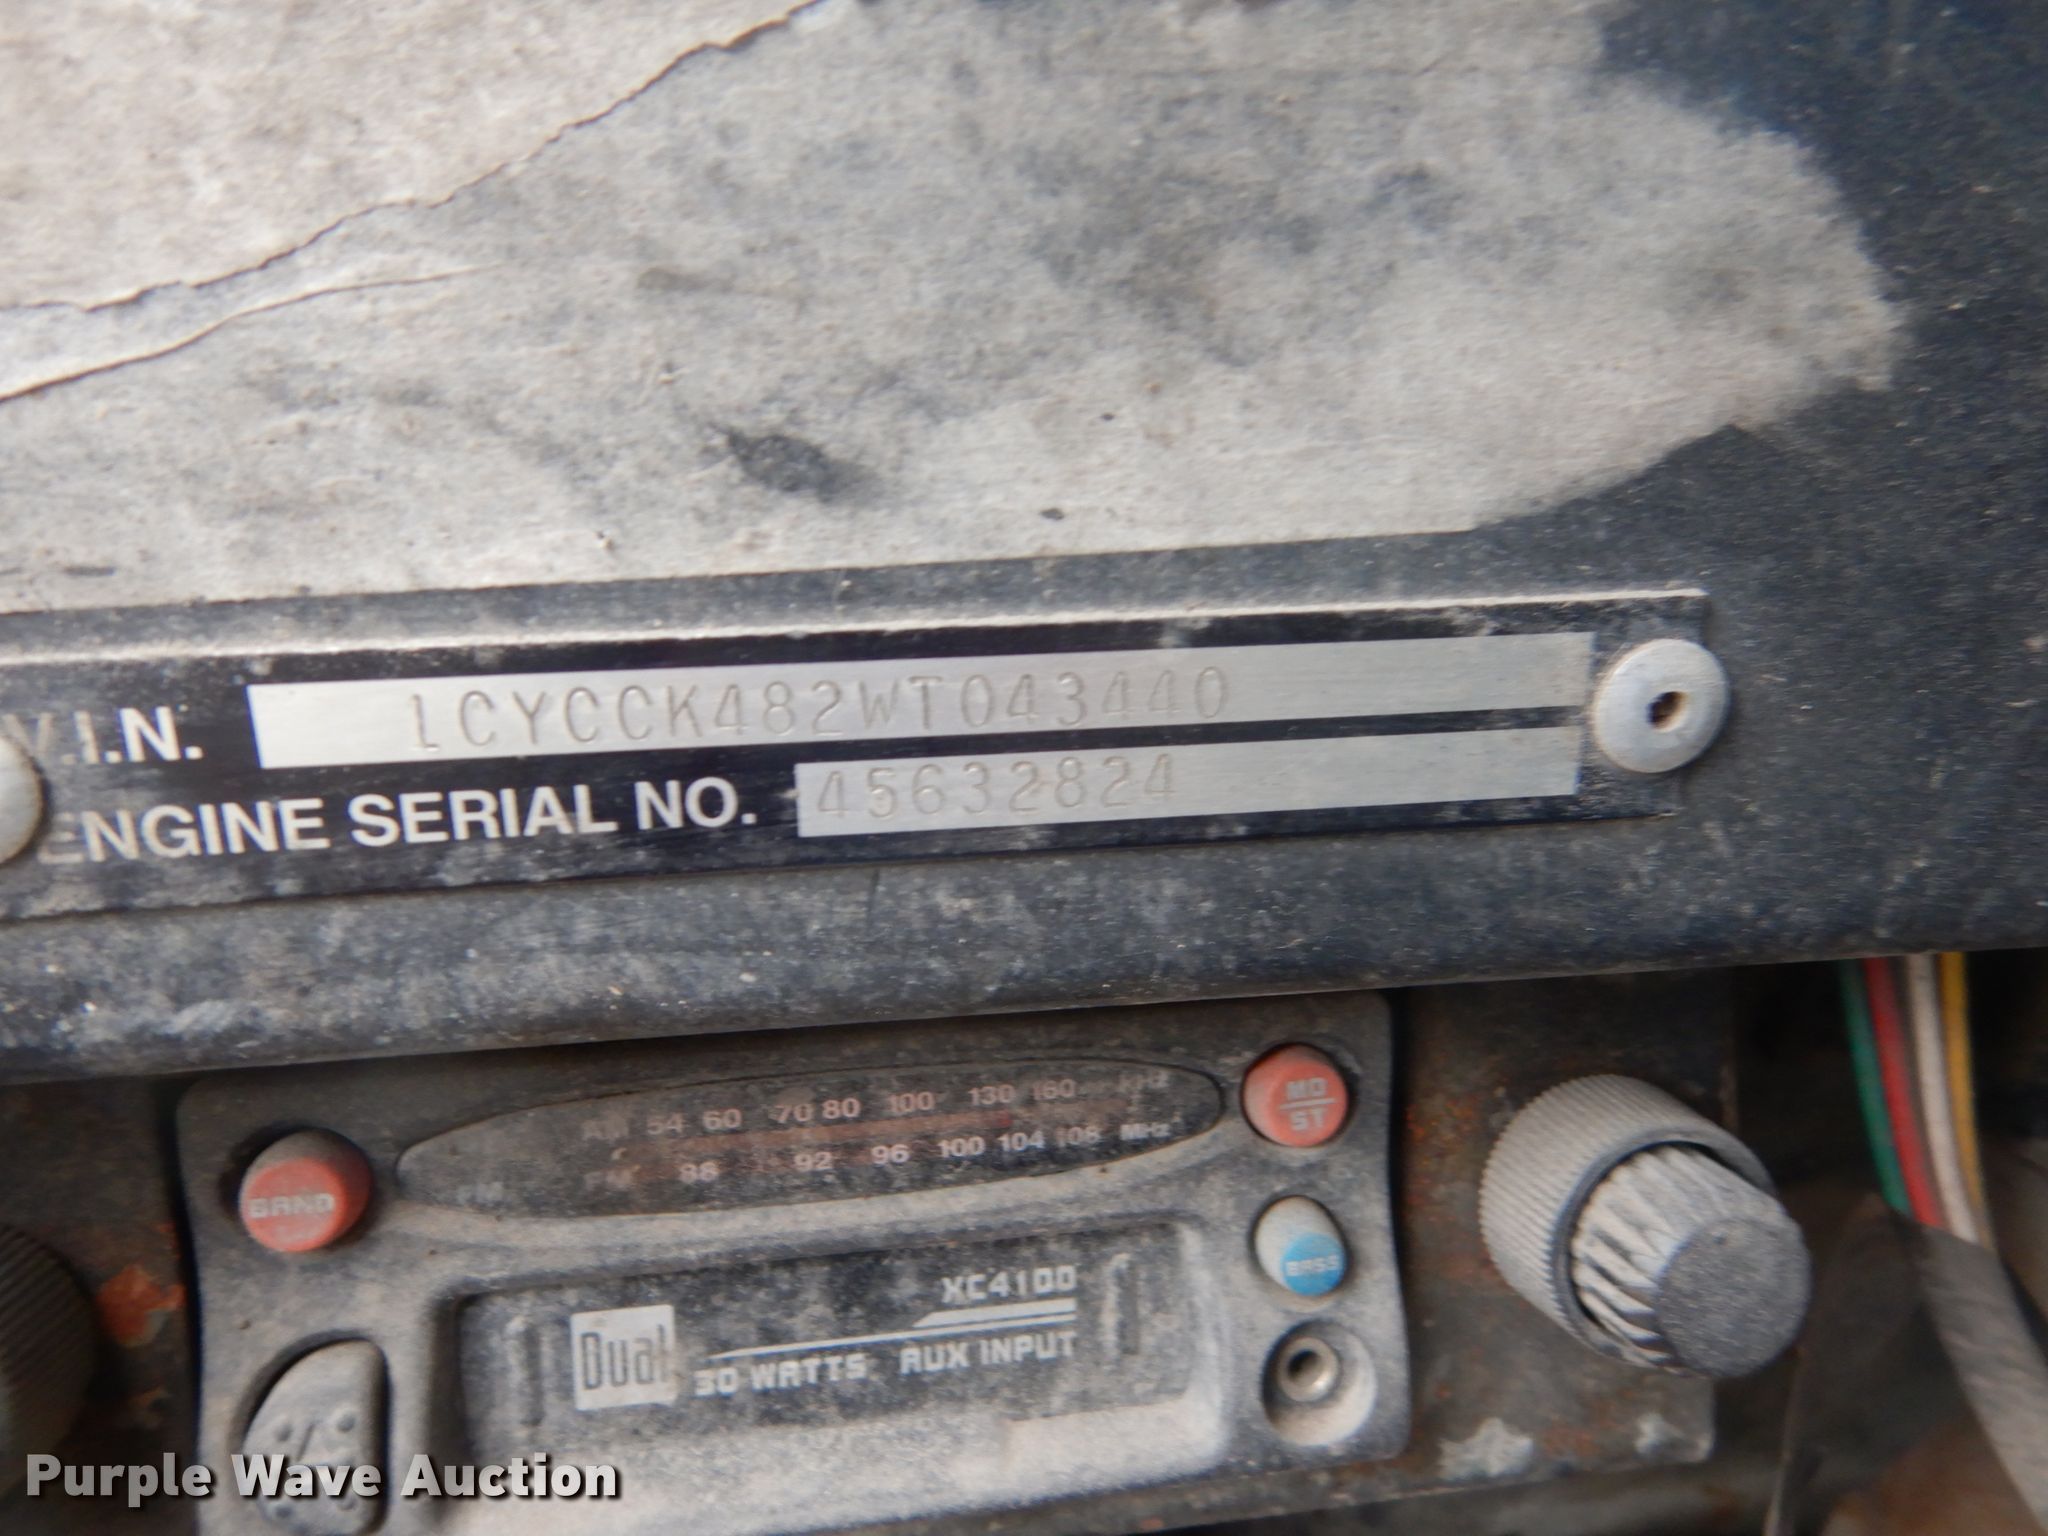 V.I.N. 1CYCCK482WT043440
ENGINE SERIAL NO. 45632824
AM 54 60 70 80 100 130 160 kHz
FM 88 92 96 100 104 108 MHz
BAND
MO
ST
BASS
XC4100
Dual
30 WATTS AUX INPUT
Purple Wave Auction